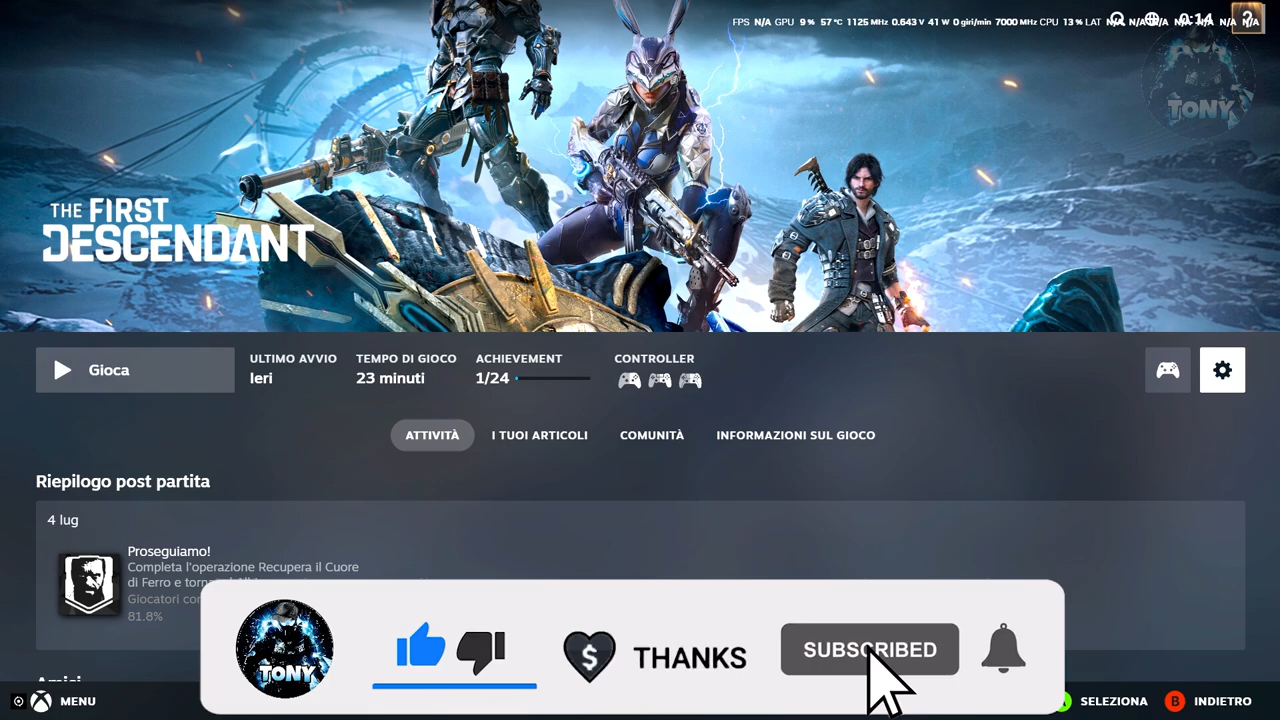 FPS N/A GPU 9 % 57 °C 1125 MHz 0.643 V 41 W 0 giri/min 7000 MHz CPU 13 % LAT
TONY
THE FIRST
DESCENDANT
Gioca
ULTIMO AVVIO
Ieri
TEMPO DI GIOCO
23 minuti
ACHIEVEMENT
1/24
CONTROLLER
ATTIVITÀ
I TUOI ARTICOLI
COMUNITÀ
INFORMAZIONI SUL GIOCO
Riepilogo post partita
4 lug
Proseguiamo!
Completa l'operazione Recupera il Cuore
di Ferro e
Giocatori
81.8%
TONY
THANKS
SUBSCRIBED
MENU
SELEZIONA
B INDIETRO